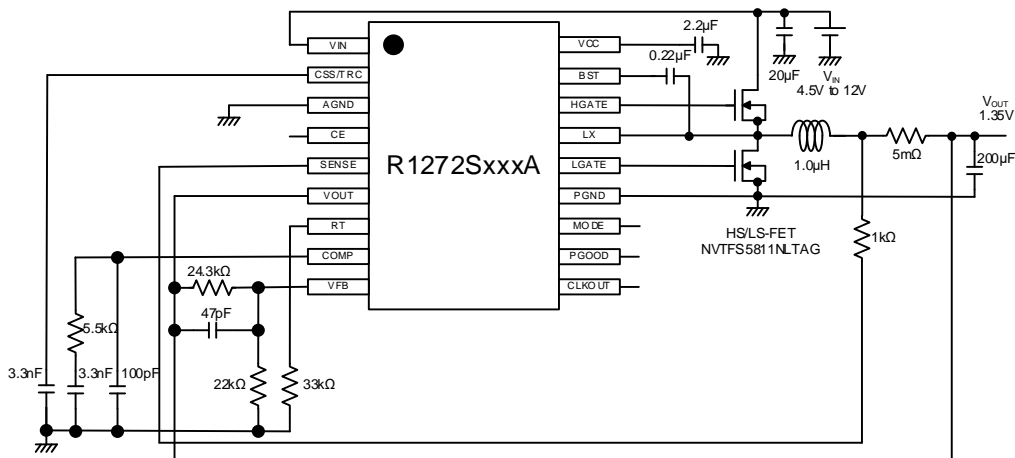 VIN
CSS/TRC
AGND
CE
SENSE
VOUT
RT
COMP
VFB
R1272SxxxA
VCC
BST
HGATE
LX
LGATE
PGND
MODE
PGOOD
CLKOUT
2.2µF
0.22µF
20µF
VIN
4.5V to 12V
VOUT
1.35V
1.0µH
5mΩ
200µF
HS/LS-FET
NVTFS5811NLTAG
1kΩ
24.3kΩ
47pF
5.5kΩ
3.3nF
3.3nF
100pF
22kΩ
33kΩ